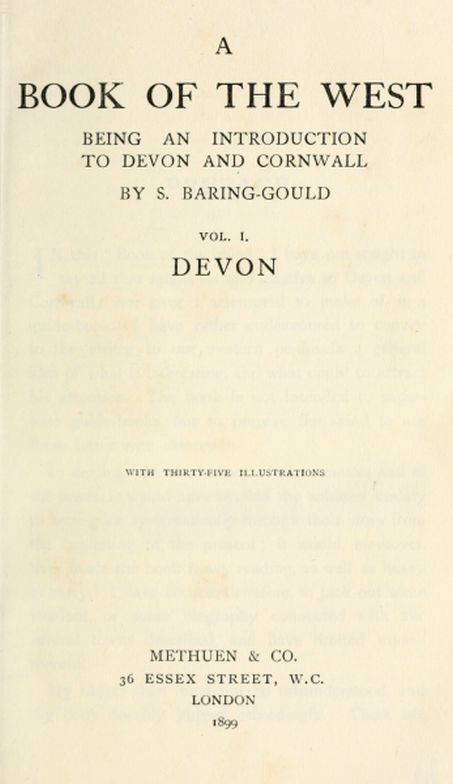 A
BOOK OF THE WEST
BEING AN INTRODUCTION
TO DEVON AND CORNWALL
BY S. BARING-GOULD
VOL. I.
DEVON
WITH THIRTY-FIVE ILLUSTRATIONS
METHUEN & CO.
36 ESSEX STREET, W.C.
LONDON
1899